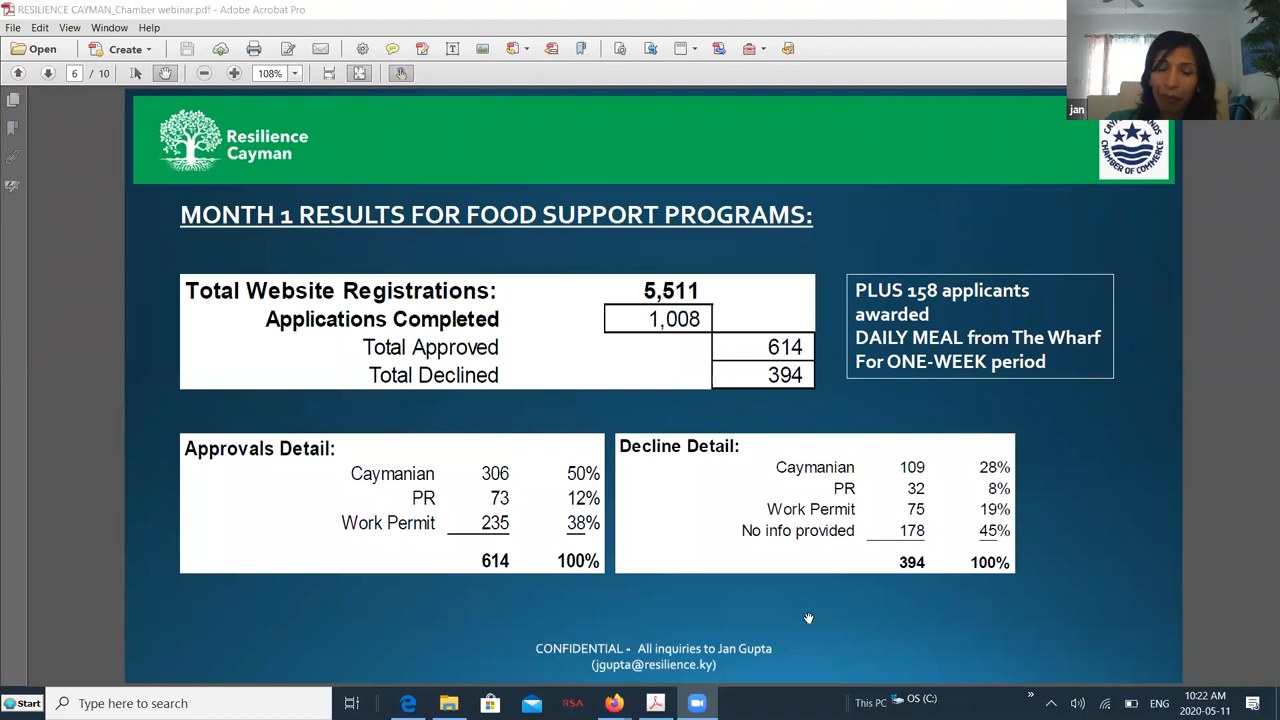 RESILIENCE CAYMAN_Chamber webinar.pdf - Adobe Acrobat Pro
File Edit View Window Help
Open Create
6 / 10 108%
jan
Resilience
Cayman
CHAMBER OF COMMERCE
MONTH 1 RESULTS FOR FOOD SUPPORT PROGRAMS:
Total Website Registrations: 5,511
Applications Completed 1,008
Total Approved 614
Total Declined 394
PLUS 158 applicants
awarded
DAILY MEAL from The Wharf
For ONE-WEEK period
Approvals Detail:
Caymanian 306 50%
PR 73 12%
Work Permit 235 38%
614 100%
Decline Detail:
Caymanian 109 28%
PR 32 8%
Work Permit 75 19%
No info provided 178 45%
394 100%
CONFIDENTIAL - All inquiries to Jan Gupta
(jgupta@resilience.ky)
Start Type here to search RSA This PC OS (C:) » ENG 10:22 AM
2020-05-11